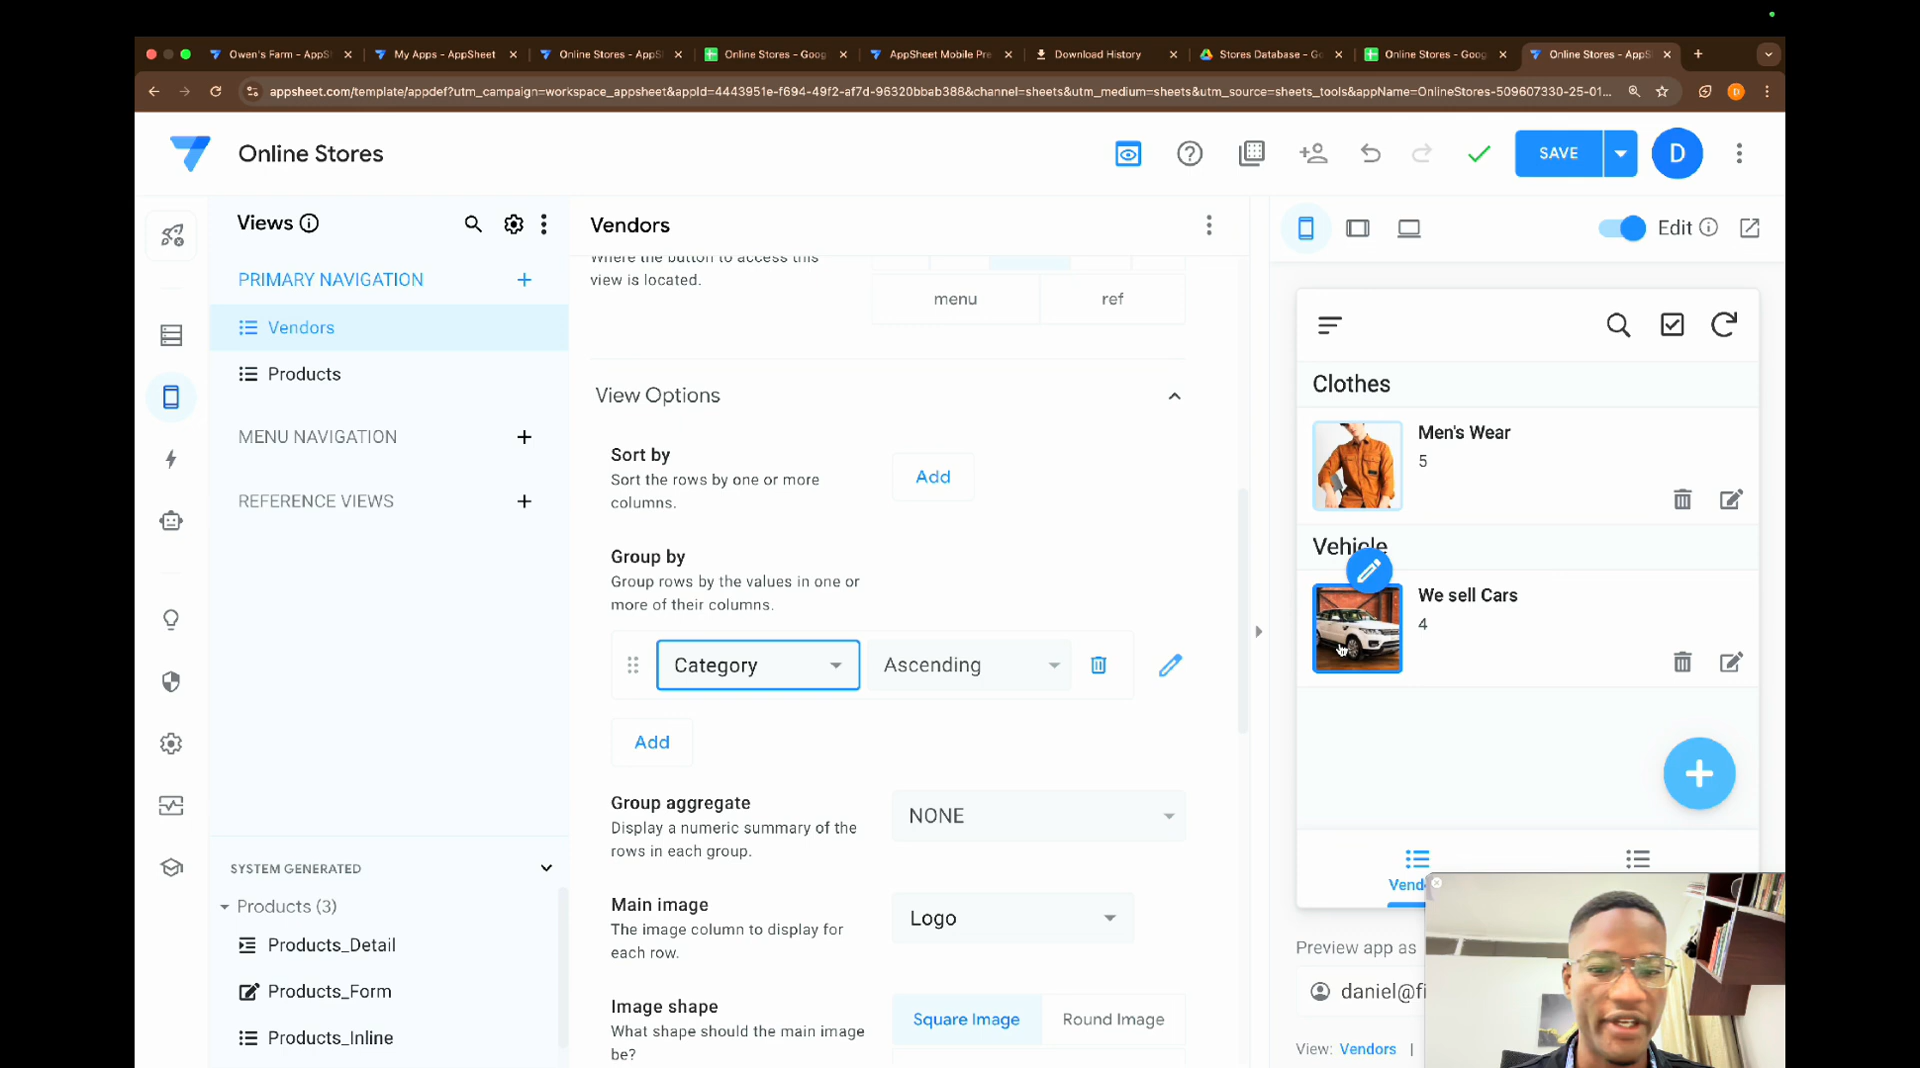 Owen's Farm - AppS
My Apps - AppSheet
Online Stores - AppS
Online Stores - Goog
AppSheet Mobile Pre
Download History
Stores Database - Go
Online Stores - Goog
Online Stores - AppS
appsheet.com/template/appdef?utm_campaign=workspace_appsheet&appId=4443951e-f694-49f2-af7d-96320bbab388&channel=sheets&utm_medium=sheets&utm_source=sheets_tools&appName=OnlineStores-509607330-25-01...
D
Online Stores
SAVE
D
Views
PRIMARY NAVIGATION
Vendors
Products
MENU NAVIGATION
REFERENCE VIEWS
SYSTEM GENERATED
Products (3)
Products_Detail
Products_Form
Products_Inline
Vendors
Where the button to access this
view is located.
menu
ref
View Options
Sort by
Sort the rows by one or more
columns.
Add
Group by
Group rows by the values in one or
more of their columns.
Category
Ascending
Add
Group aggregate
Display a numeric summary of the
rows in each group.
NONE
Main image
The image column to display for
each row.
Logo
Image shape
What shape should the main image
be?
Square Image
Round Image
Edit
Clothes
Men's Wear
5
Vehicle
We sell Cars
4
Vend
Preview app as
daniel@fi
View: Vendors |